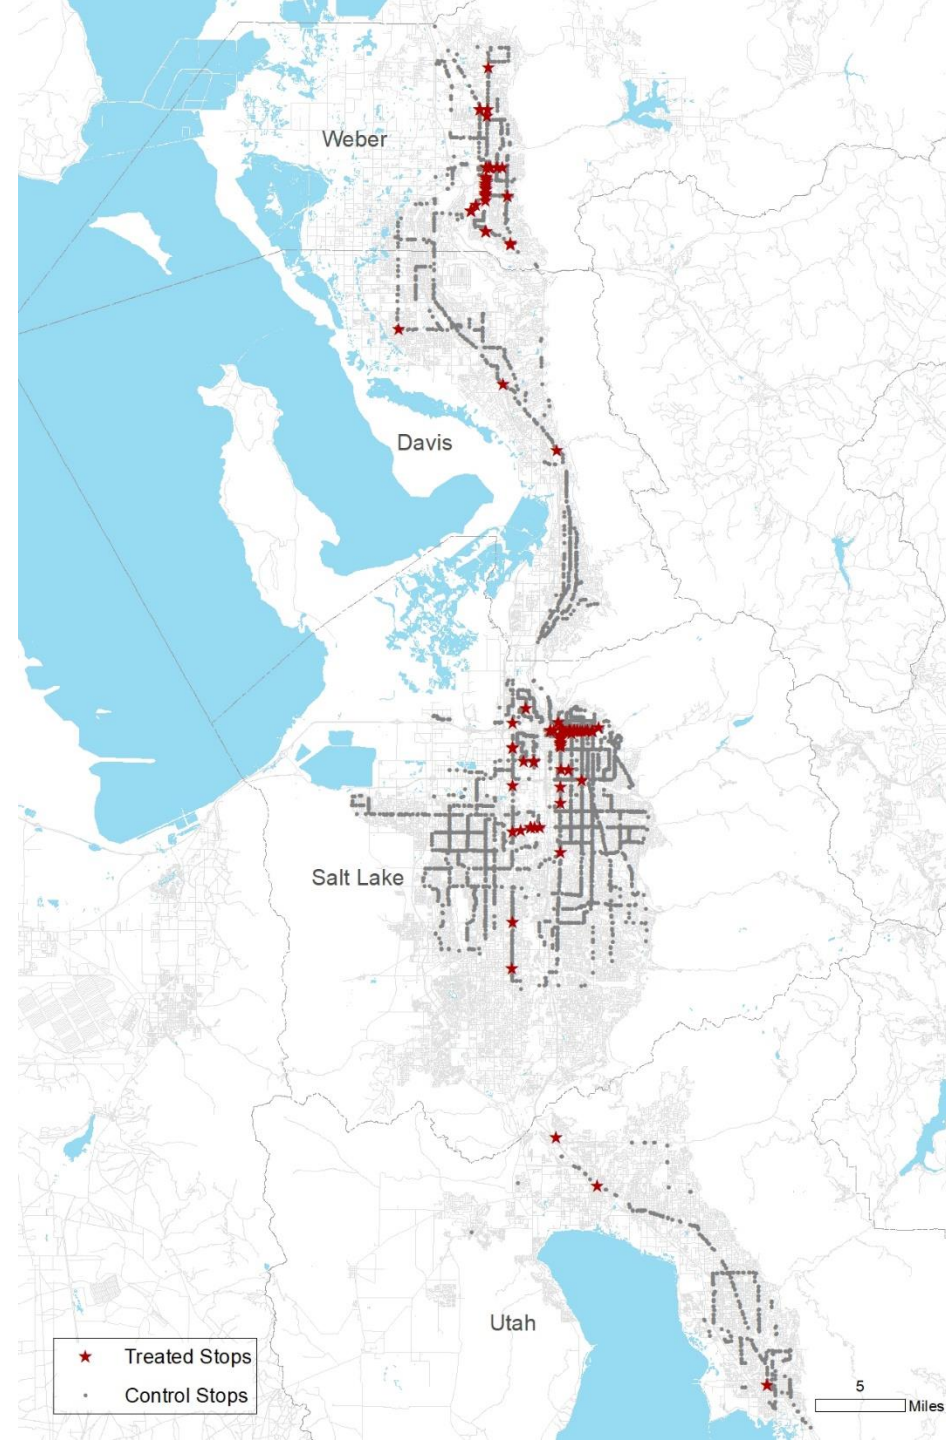 Weber
Davis
Salt Lake
Utah
Treated Stops
Control Stops
5
Miles